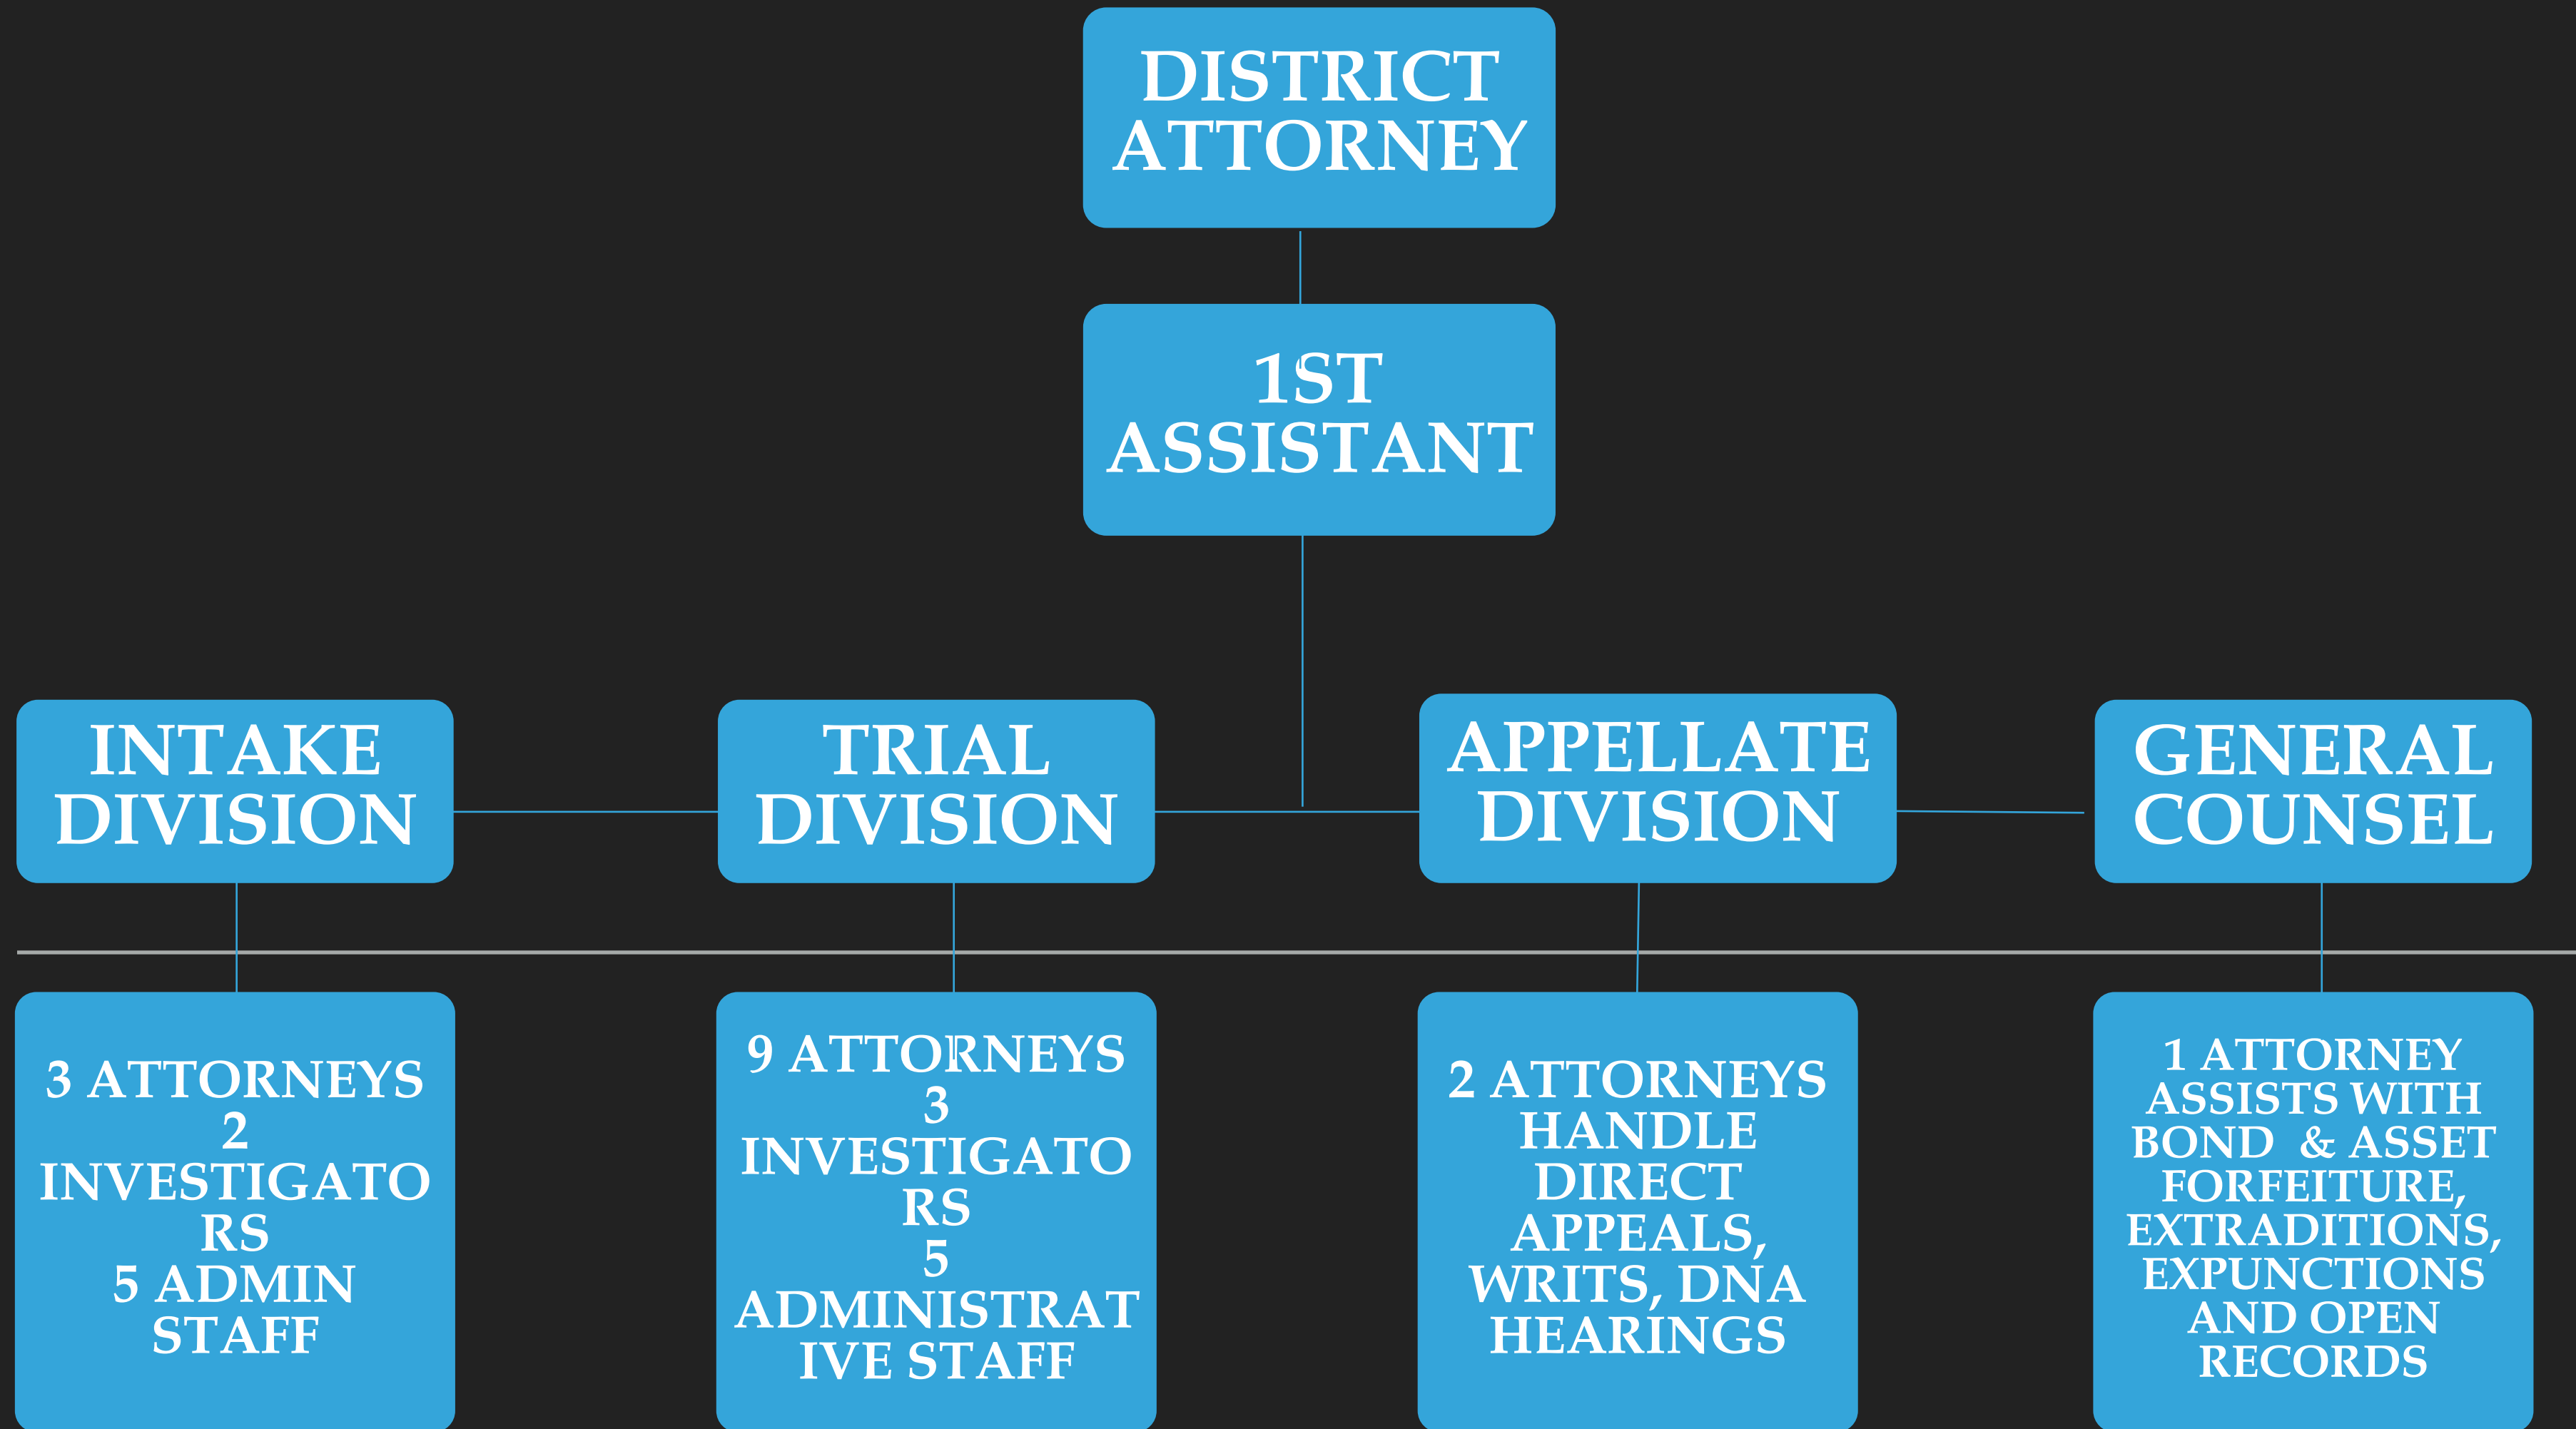 DISTRICT
ATTORNEY
1ST
ASSISTANT
INTAKE
DIVISION
TRIAL
DIVISION
APPELLATE
DIVISION
GENERAL
COUNSEL
3 ATTORNEYS
2
INVESTIGATO
RS
5 ADMIN
STAFF
9 ATTORNEYS
3
INVESTIGATO
RS
5
ADMINISTRAT
IVE STAFF
2 ATTORNEYS
HANDLE
DIRECT
APPEALS,
WRITS, DNA
HEARINGS
1 ATTORNEY
ASSISTS WITH
BOND & ASSET
FORFEITURE,
EXTRADITIONS,
EXPUNCTIONS
AND OPEN
RECORDS